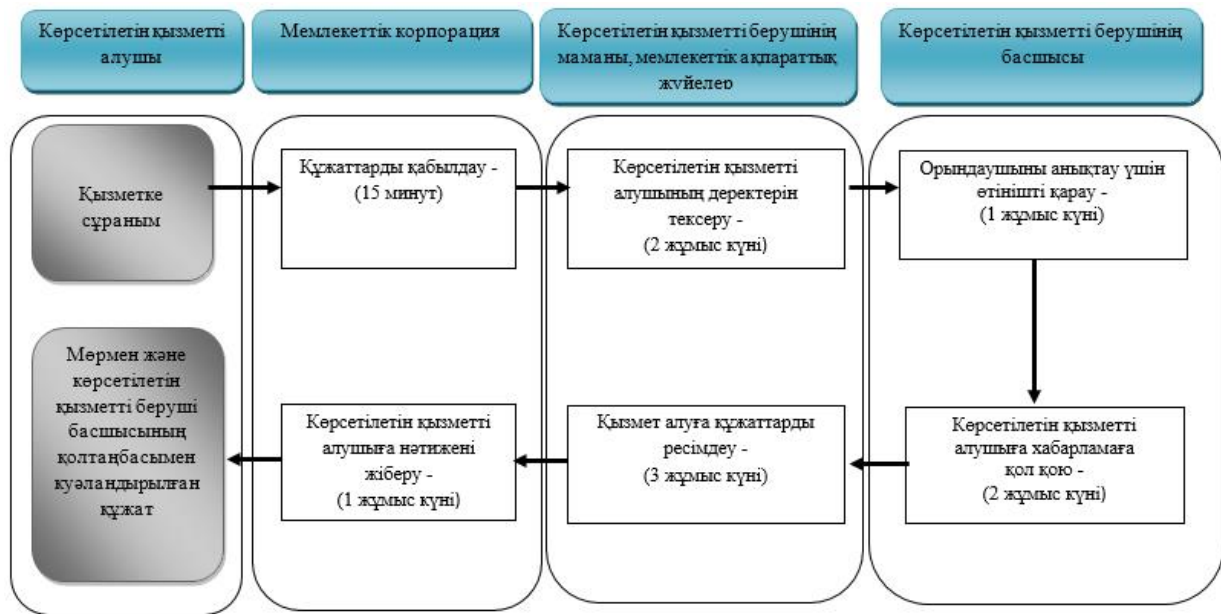 Көрсетілетін қызметті
алушы
Мемлекеттік корпорация
Көрсетілетін қызметті берушінің
маманы, мемлекеттік ақпараттық
жүйелер
Көрсетілетін қызметті берушінің
басшысы
Қызметке
сұраным
Құжаттарды қабылдау -
(15 минут)
Көрсетілетін қызметті
алушының деректерін
тексеру -
(2 жұмыс күні)
Орындаушыны анықтау үшін
өтінішті қарау -
(1 жұмыс күні)
Мөрмен және
көрсетілетін
қызметті беруші
басшысының
қолтаңбасымен
куәландырылған
құжат
Көрсетілетін қызметті
алушыға нәтижені
жіберу -
(1 жұмыс күні)
Қызмет алуға құжаттарды
ресімдеу -
(3 жұмыс күні)
Көрсетілетін қызметті
алушыға хабарламаға
қол қою -
(2 жұмыс күні)